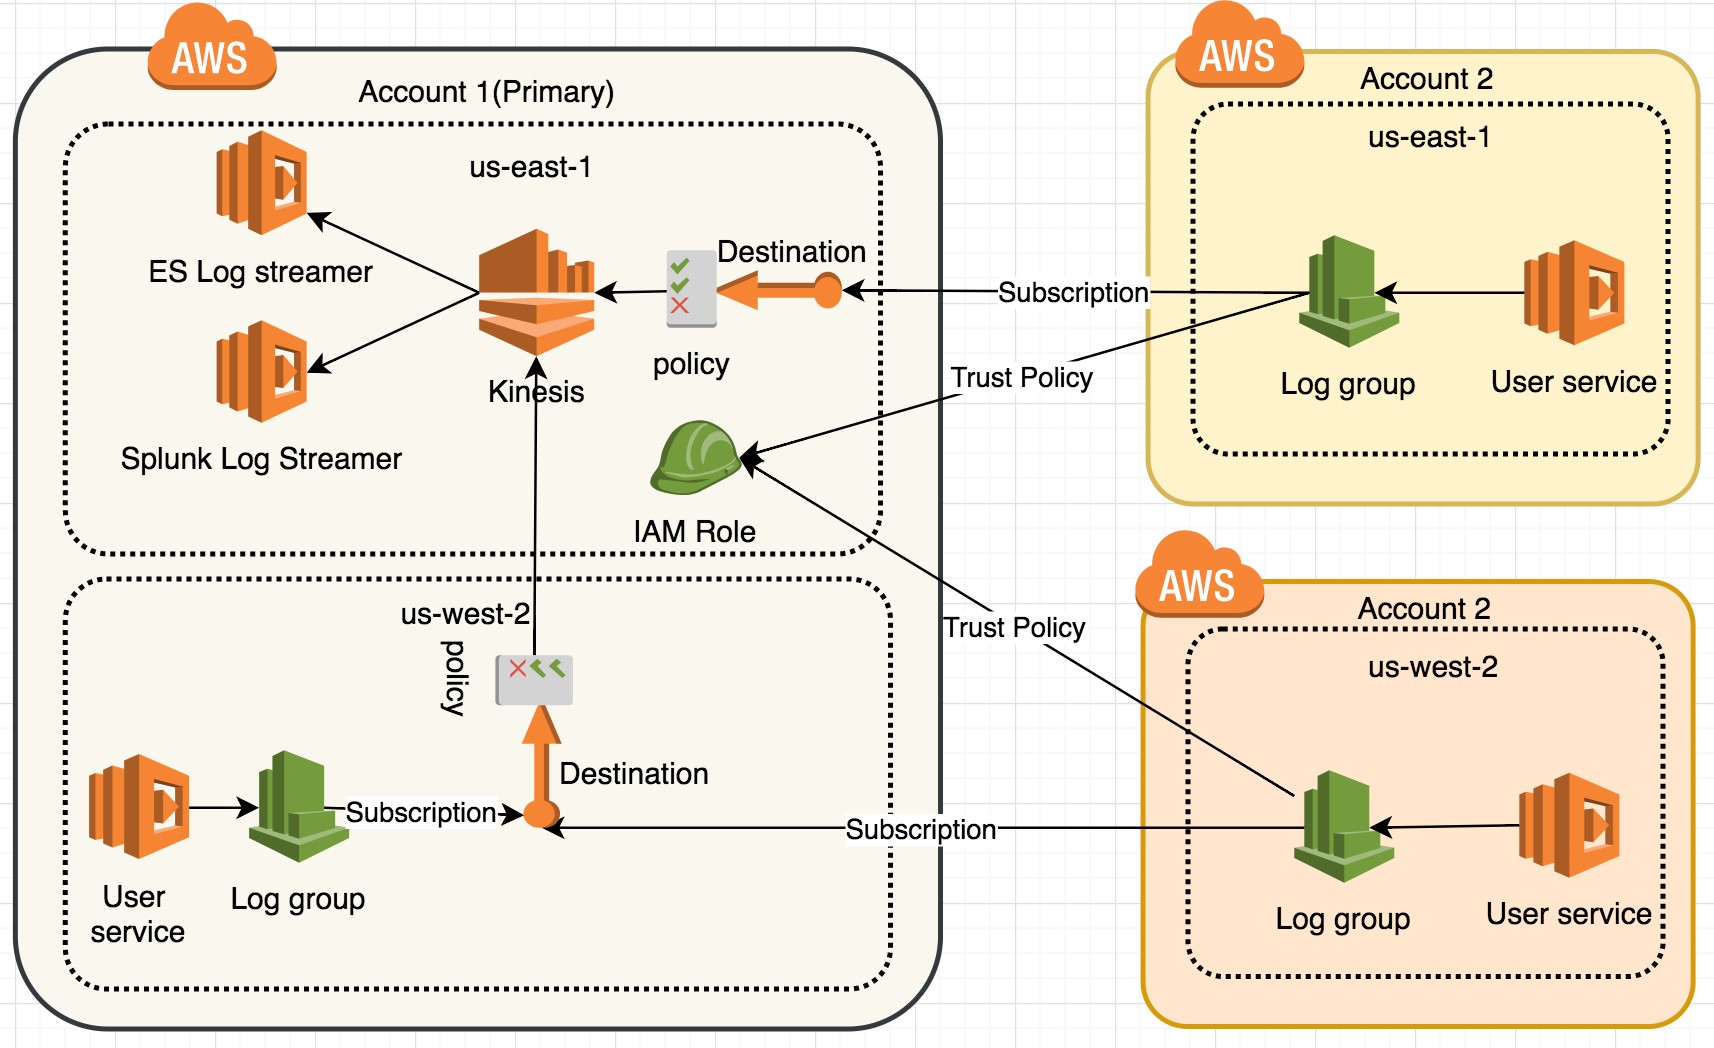 AWS
Account 1(Primary)
us-east-1
ES Log streamer
Splunk Log Streamer
Kinesis
policy
Destination
IAM Role
us-west-2
policy
Destination
User
service
Log group
Subscription
Subscription
Trust Policy
Trust Policy
Subscription
AWS
Account 2
us-east-1
Log group
User service
AWS
Account 2
us-west-2
Log group
User service